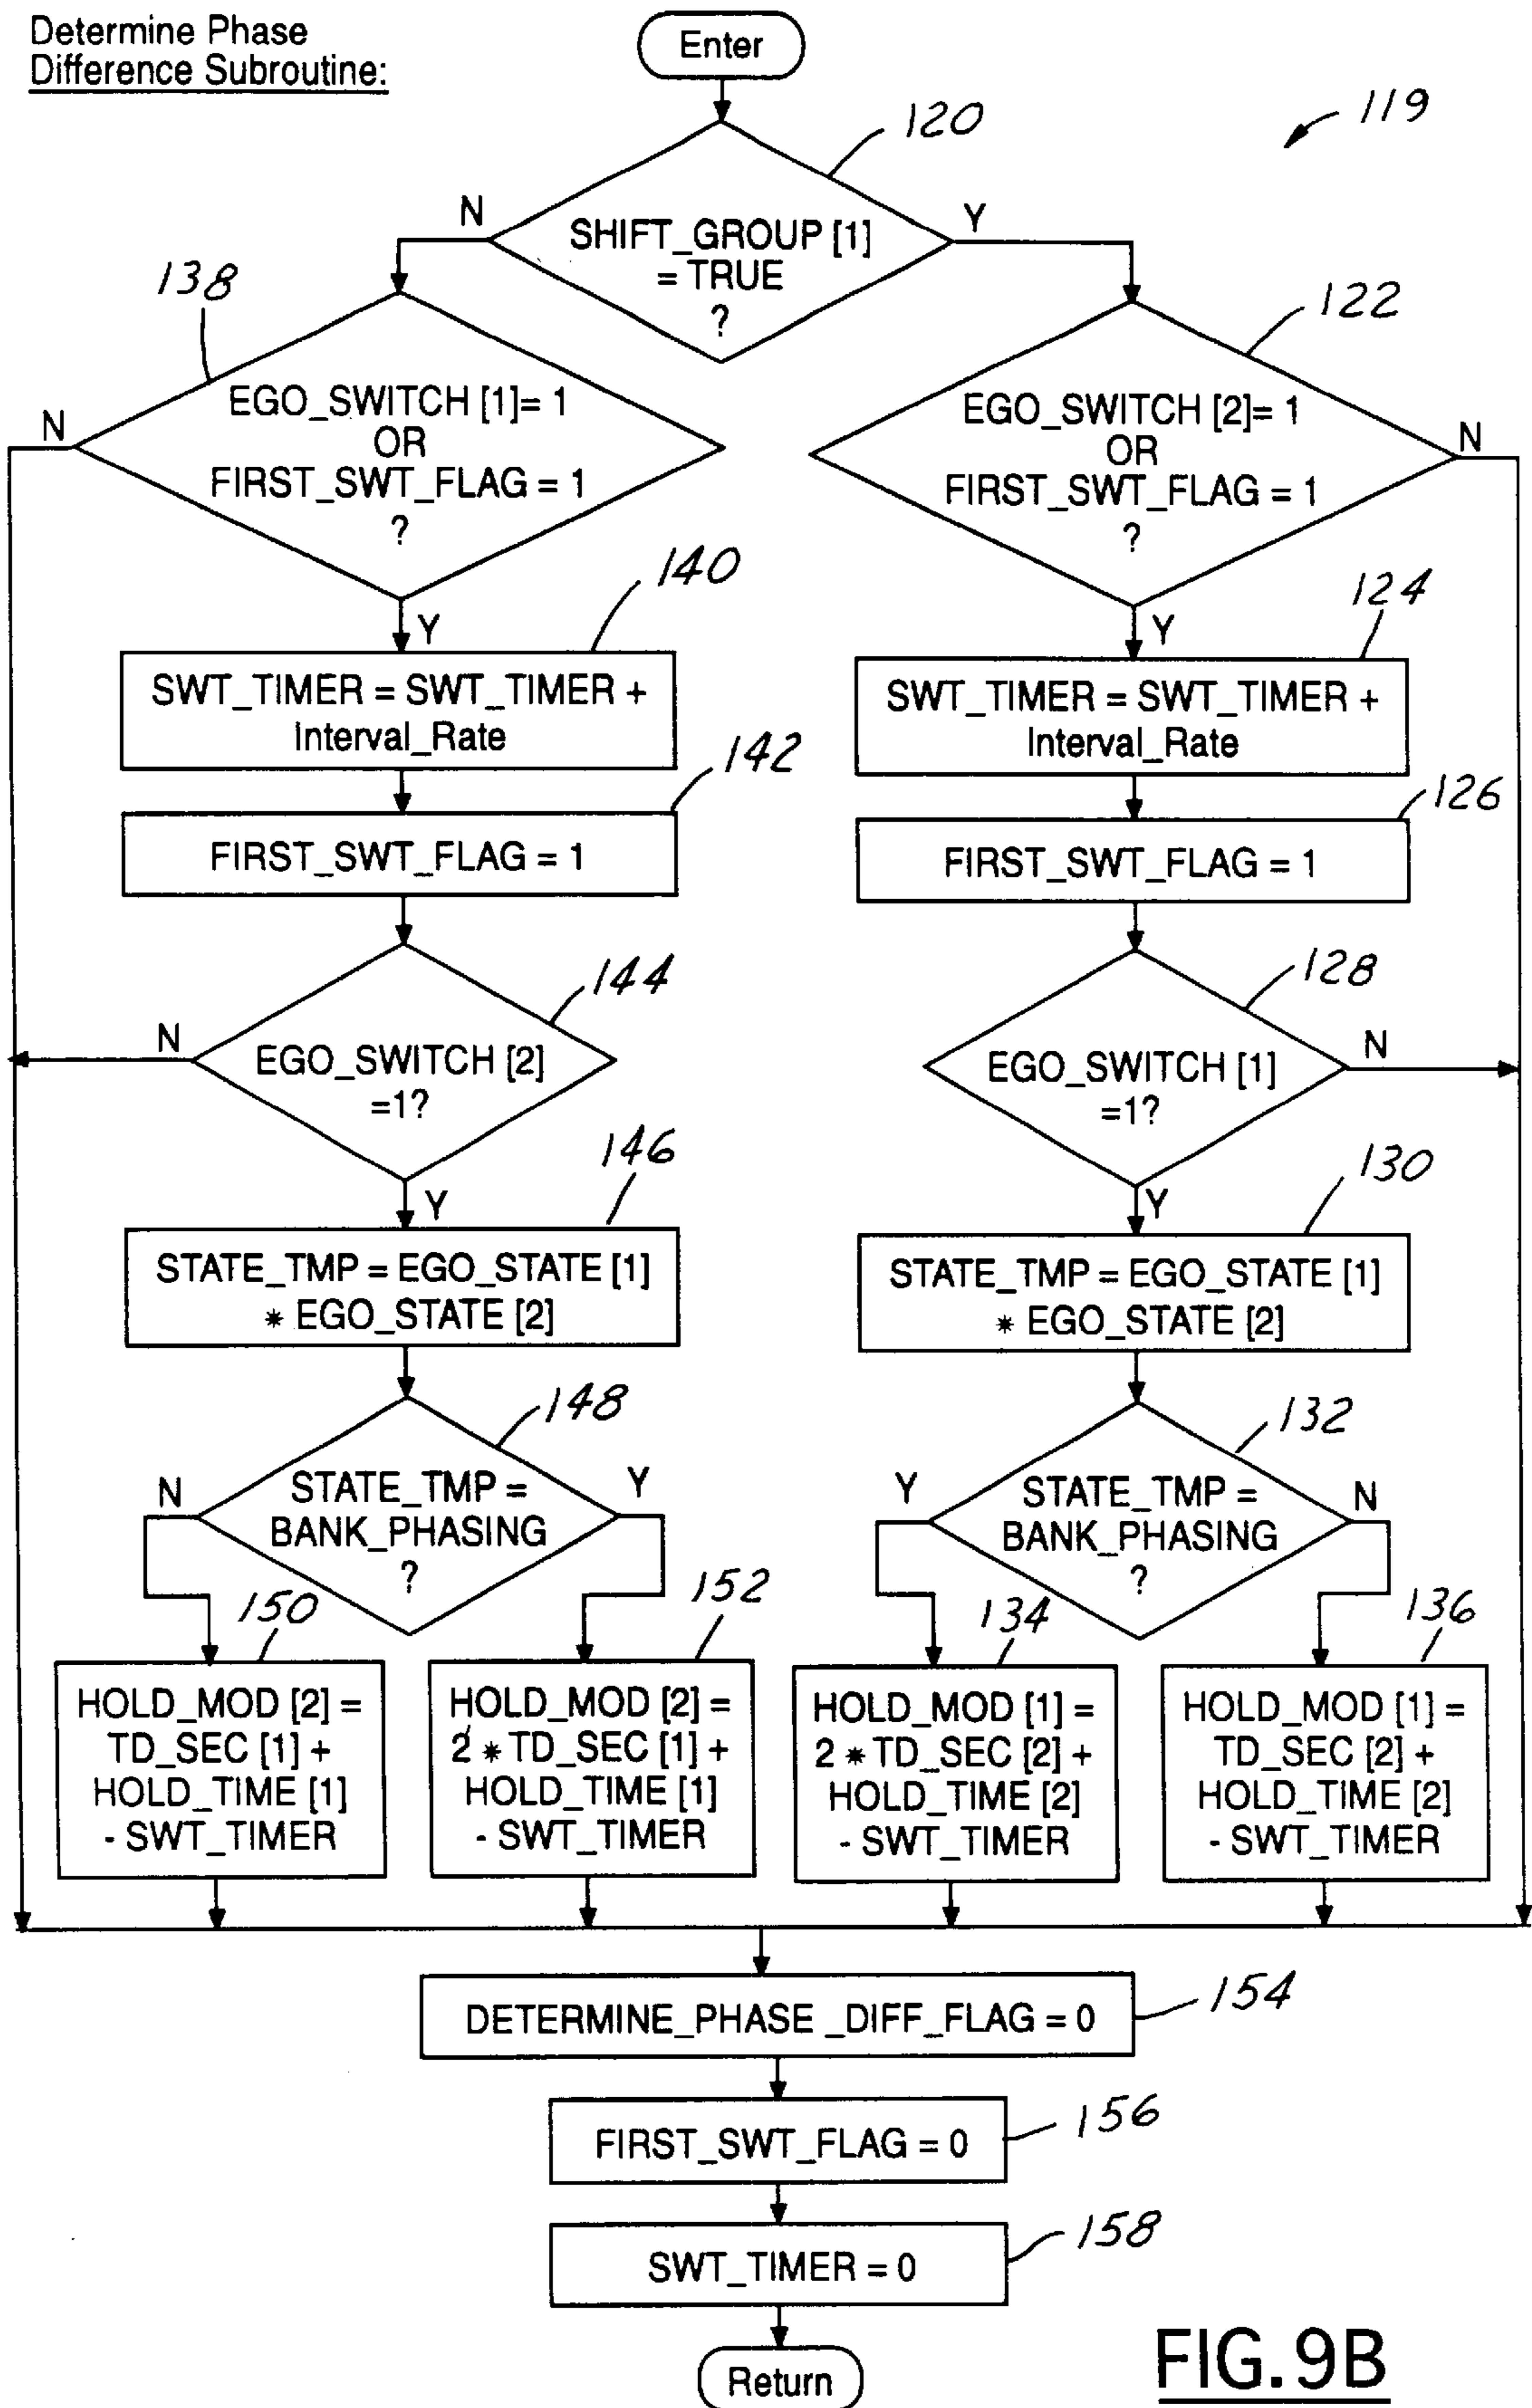 Determine Phase
Difference Subroutine:
Enter
119
120
SHIFT_GROUP [1]
= TRUE
?
N
Y
138
EGO_SWITCH [1]= 1
OR
FIRST_SWT_FLAG = 1
?
N
Y
122
EGO_SWITCH [2]= 1
OR
FIRST_SWT_FLAG = 1
?
N
Y
140
SWT_TIMER = SWT_TIMER +
Interval_Rate
124
SWT_TIMER = SWT_TIMER +
Interval_Rate
142
FIRST_SWT_FLAG = 1
126
FIRST_SWT_FLAG = 1
144
EGO_SWITCH [2]
=1?
N
Y
128
EGO_SWITCH [1]
=1?
N
Y
146
STATE_TMP = EGO_STATE [1]
* EGO_STATE [2]
130
STATE_TMP = EGO_STATE [1]
* EGO_STATE [2]
148
STATE_TMP =
BANK_PHASING
?
N
Y
132
STATE_TMP =
BANK_PHASING
?
Y
N
150
HOLD_MOD [2] =
TD_SEC [1] +
HOLD_TIME [1]
- SWT_TIMER
152
HOLD_MOD [2] =
2 * TD_SEC [1] +
HOLD_TIME [1]
- SWT_TIMER
134
HOLD_MOD [1] =
2 * TD_SEC [2] +
HOLD_TIME [2]
- SWT_TIMER
136
HOLD_MOD [1] =
TD_SEC [2] +
HOLD_TIME [2]
- SWT_TIMER
DETERMINE_PHASE _DIFF_FLAG = 0
154
FIRST_SWT_FLAG = 0
156
SWT_TIMER = 0
158
Return
FIG.9B